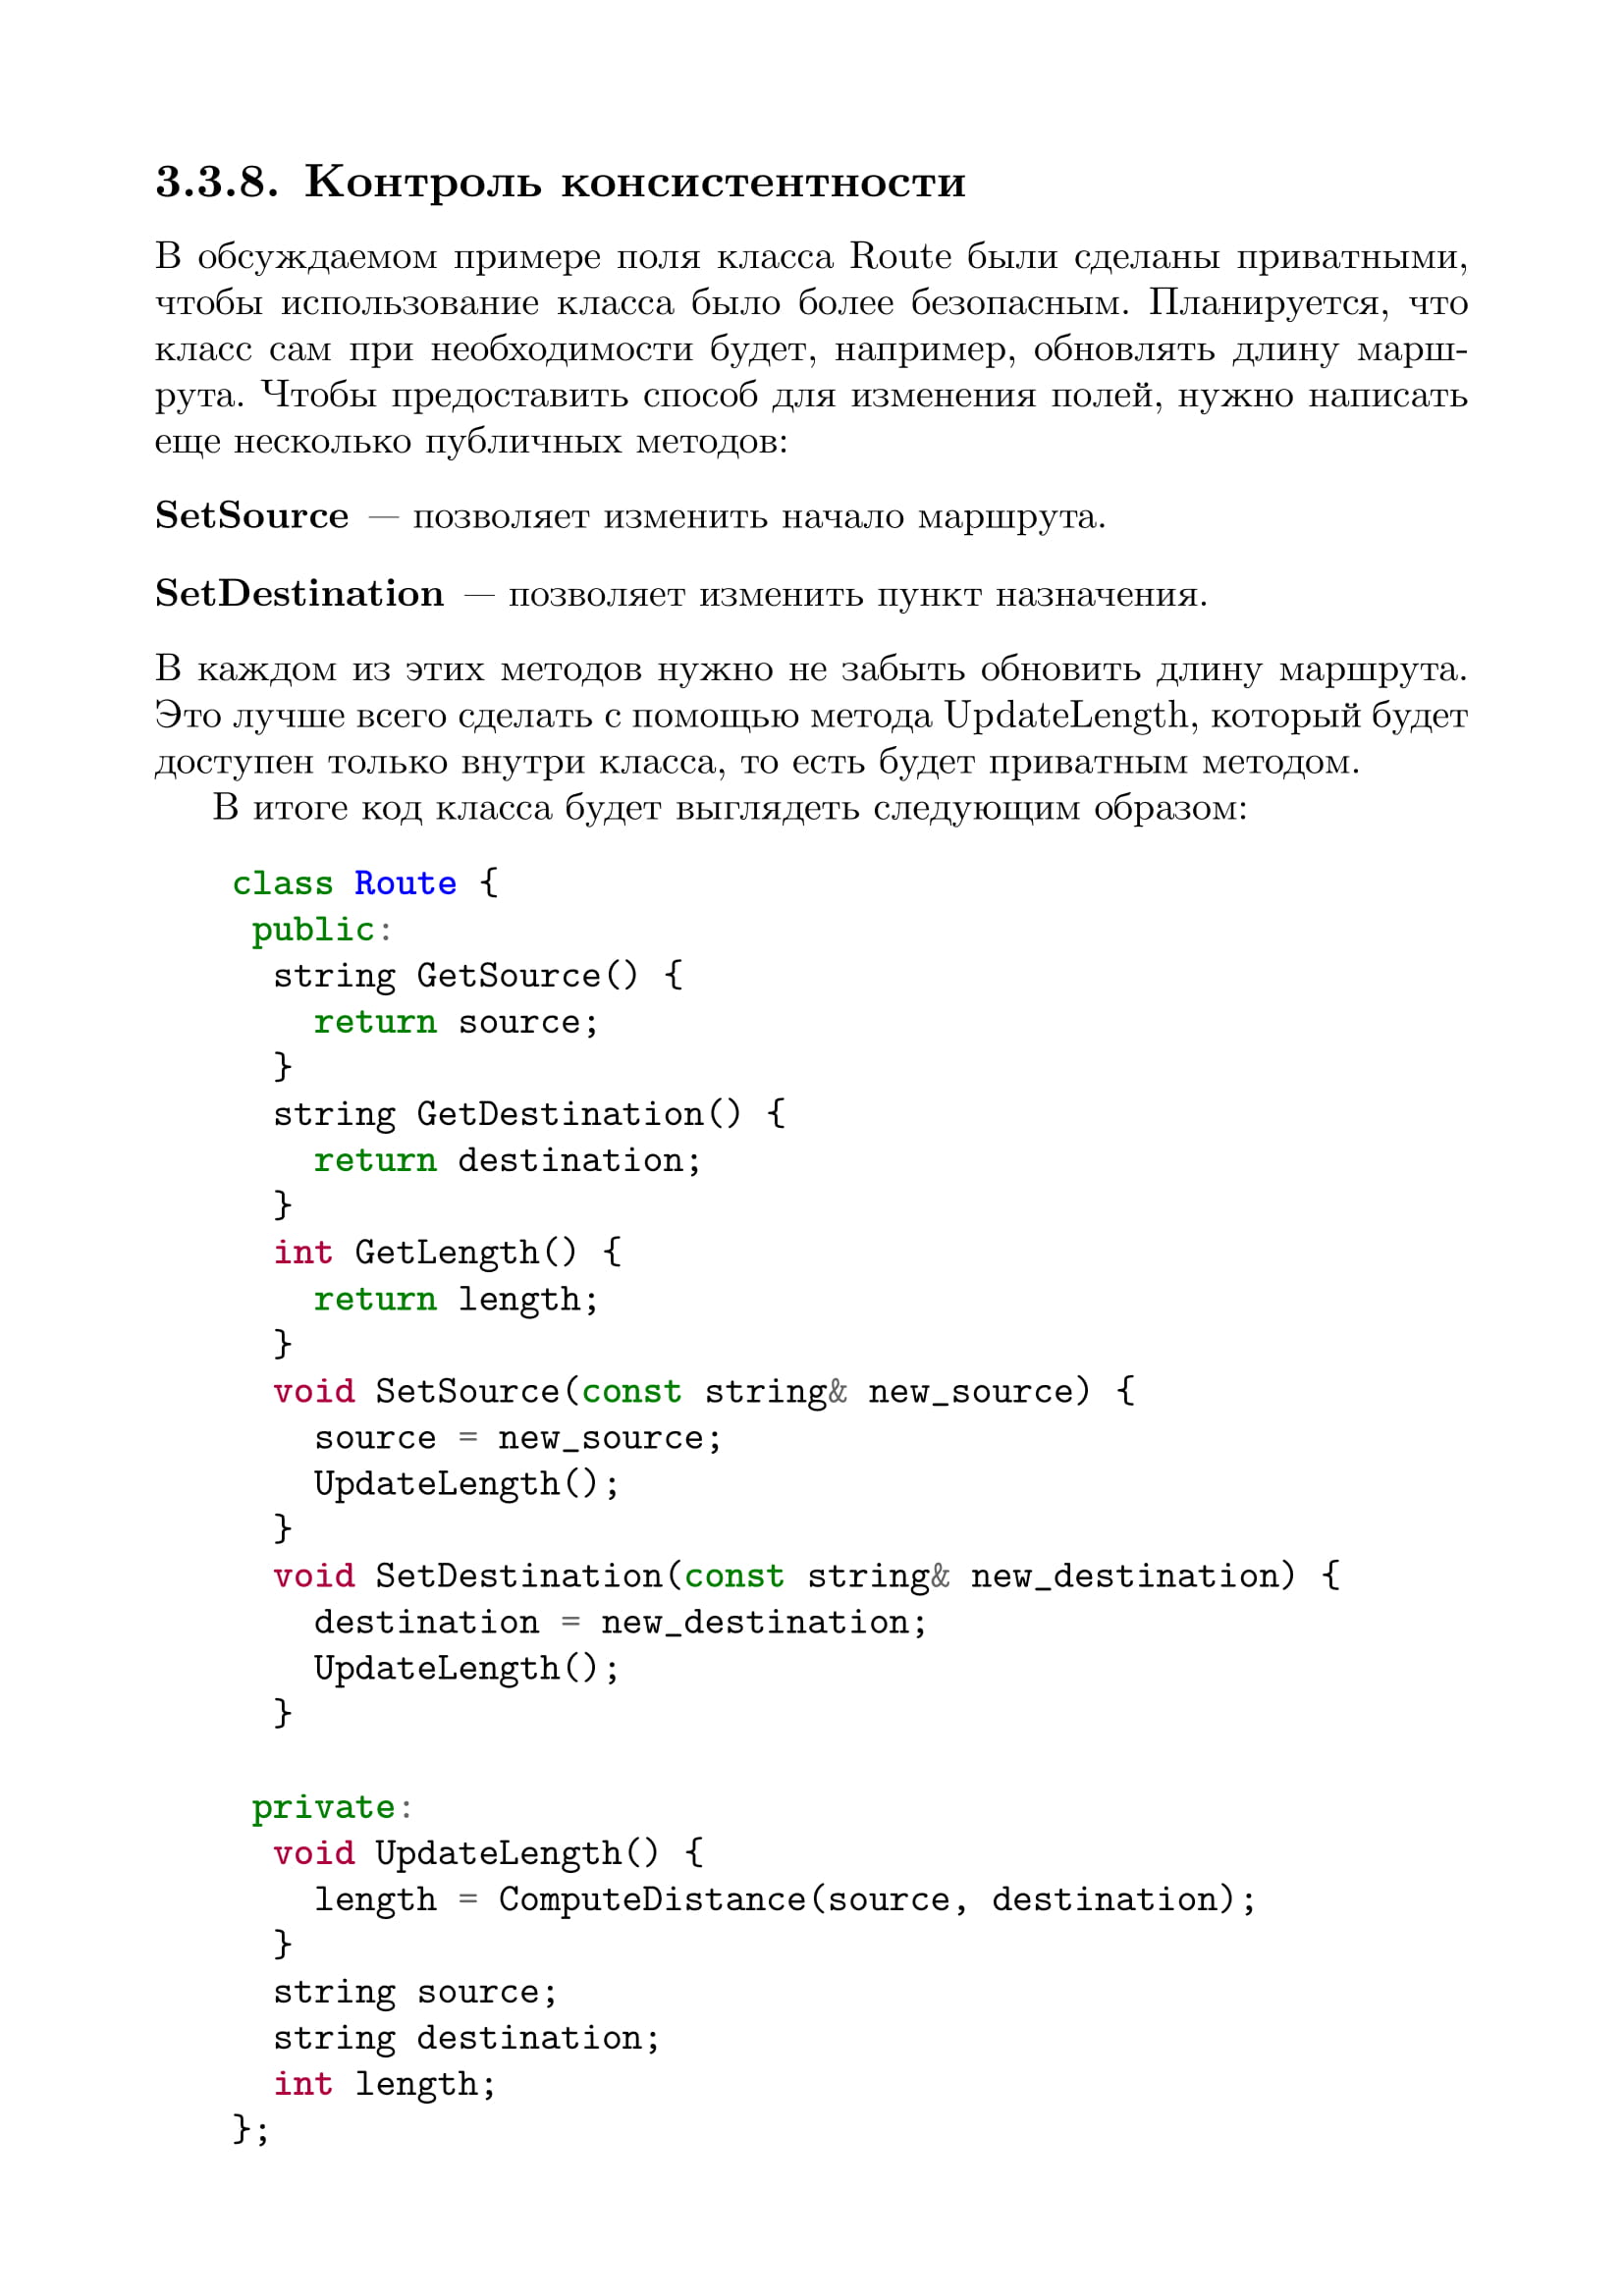 3.3.8. Контроль консистентности
В обсуждаемом примере поля класса Route были сделаны приватными,
чтобы использование класса было более безопасным. Планируется, что
класс сам при необходимости будет, например, обновлять длину марш-
рута. Чтобы предоставить способ для изменения полей, нужно написать
еще несколько публичных методов:
SetSource — позволяет изменить начало маршрута.
SetDestination — позволяет изменить пункт назначения.
В каждом из этих методов нужно не забыть обновить длину маршрута.
Это лучше всего сделать с помощью метода UpdateLength, который будет
доступен только внутри класса, то есть будет приватным методом.
В итоге код класса будет выглядеть следующим образом:
class Route {
 public:
  string GetSource() {
    return source;
  }
  string GetDestination() {
    return destination;
  }
  int GetLength() {
    return length;
  }
  void SetSource(const string& new_source) {
    source = new_source;
    UpdateLength();
  }
  void SetDestination(const string& new_destination) {
    destination = new_destination;
    UpdateLength();
  }
 private:
  void UpdateLength() {
    length = ComputeDistance(source, destination);
  }
  string source;
  string destination;
  int length;
};